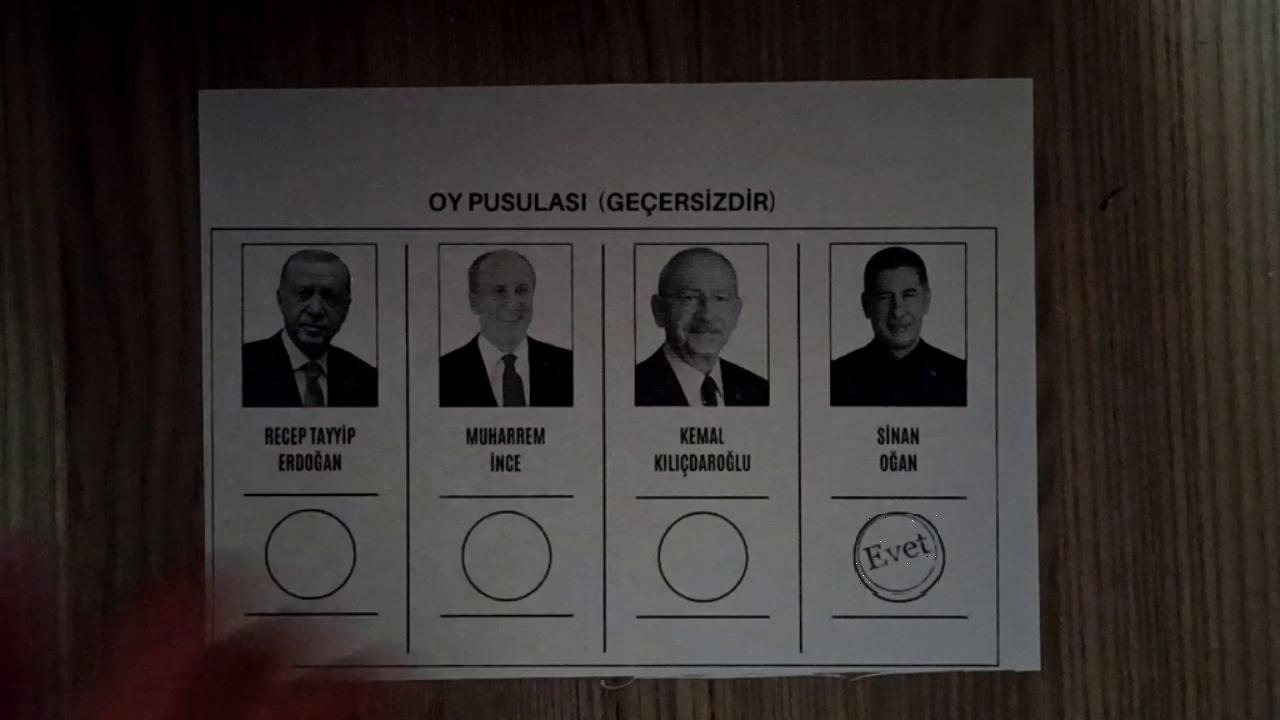 OY PUSULASI (GEÇERSİZDİR)
RECEP TAYYİP
ERDOĞAN
MUHARREM
İNCE
KEMAL
KILIÇDAROĞLU
SİNAN
OĞAN
Evet